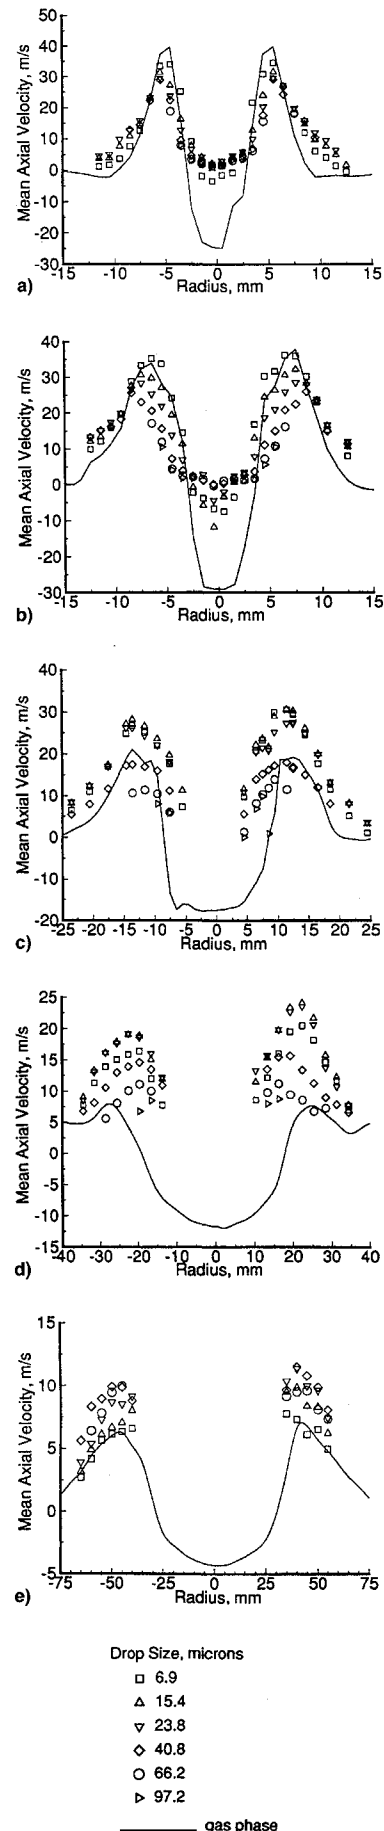 50
40
30
20
10
0
-10
-20
-30
Mean Axial Velocity, m/s
-15 -10 -5 0 5 10 15
Radius, mm
a)
40
30
20
10
0
-10
-20
-30
Mean Axial Velocity, m/s
-15 -10 -5 0 5 10 15
Radius, mm
b)
40
30
20
10
0
-10
-20
Mean Axial Velocity, m/s
-25 -20 -15 -10 -5 0 5 10 15 20 25
Radius, mm
c)
25
20
15
10
5
0
-5
-10
-15
Mean Axial Velocity, m/s
-40 -30 -20 -10 0 10 20 30 40
Radius, mm
d)
15
10
5
0
-5
Mean Axial Velocity, m/s
-75 -50 -25 0 25 50 75
Radius, mm
e)
Drop Size, microns
6.9
15.4
23.8
40.8
66.2
97.2
gas phase